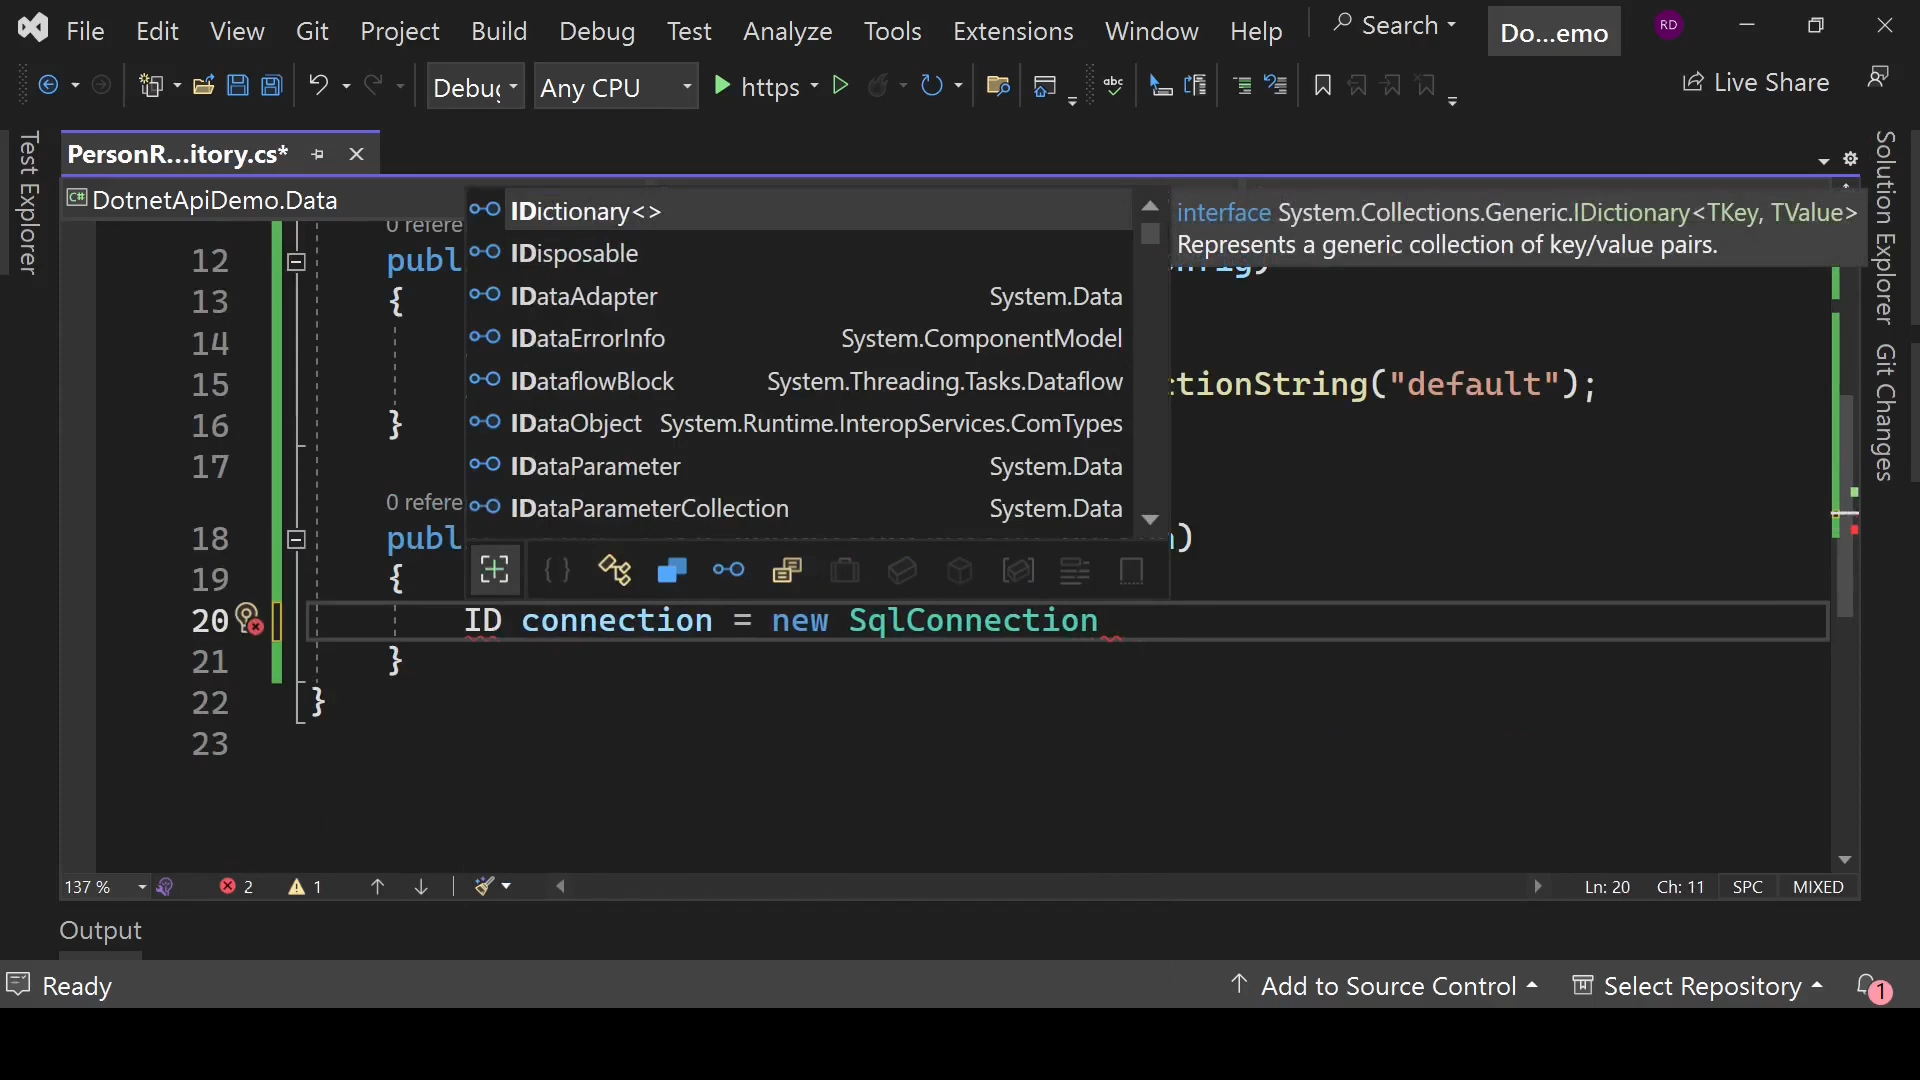 File Edit View Git Project Build Debug Test Analyze Tools Extensions Window Help Search Do...emo RD
Any CPU https abc Live Share
Test Explorer
PersonR...itory.cs*
DotnetApiDemo.Data
IDictionary<>
IDisposable
IDataAdapter System.Data
IDataErrorInfo System.ComponentModel
IDataflowBlock System.Threading.Tasks.Dataflow
IDataObject System.Runtime.InteropServices.ComTypes
IDataParameter System.Data
IDataParameterCollection System.Data
interface System.Collections.Generic.IDictionary<TKey, TValue>
Represents a generic collection of key/value pairs.
0 refere
12 publ
13 {
14
15 ctionString("default");
16 }
17
0 refere
18 publ )
19 {
20 ID connection = new SqlConnection
21 }
22 }
23
Solution Explorer
Git Changes
137 % 2 1 Ln: 20 Ch: 11 SPC MIXED
Output
Ready Add to Source Control Select Repository 1